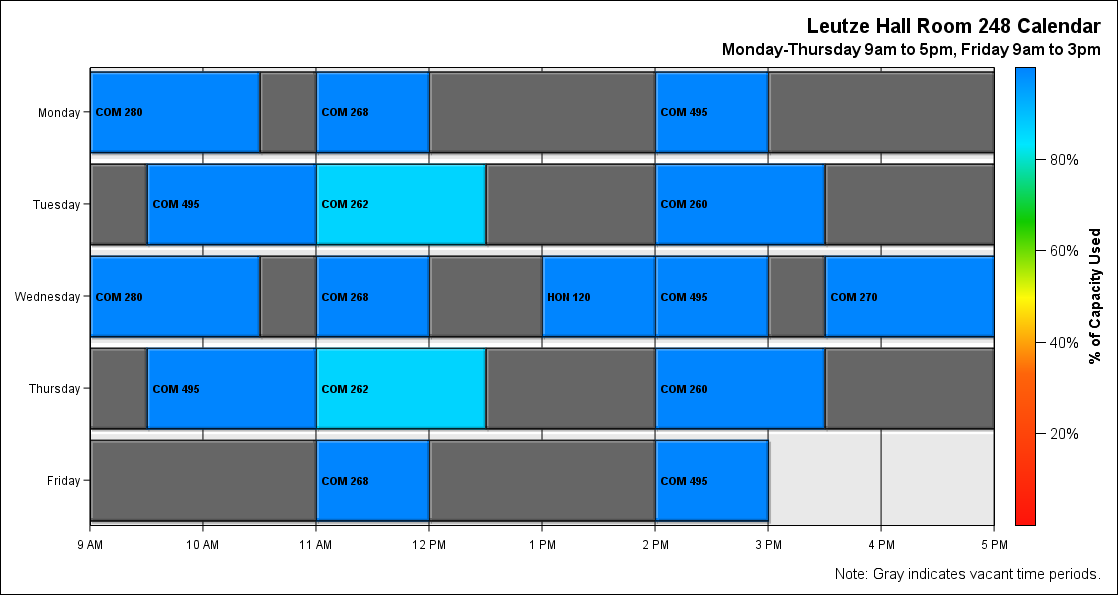 Leutze Hall Room 248 Calendar
Monday-Thursday 9am to 5pm, Friday 9am to 3pm
Monday
COM 280
COM 268
COM 495
Tuesday
COM 495
COM 262
COM 260
Wednesday
COM 280
COM 268
HON 120
COM 495
COM 270
Thursday
COM 495
COM 262
COM 260
Friday
COM 268
COM 495
9 AM
10 AM
11 AM
12 PM
1 PM
2 PM
3 PM
4 PM
5 PM
80%
60%
40%
20%
% of Capacity Used
Note: Gray indicates vacant time periods.